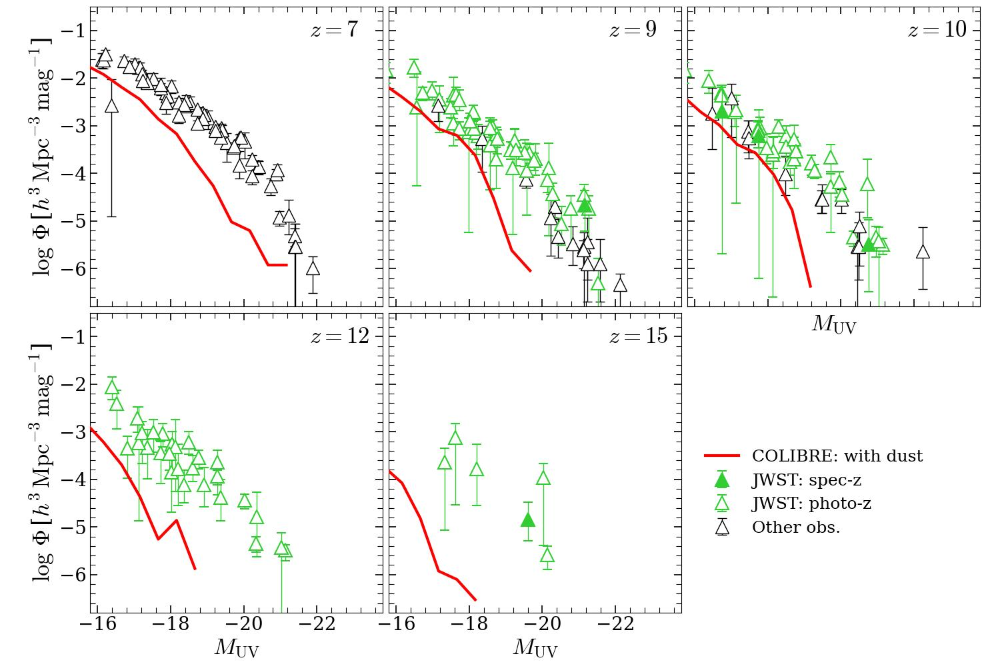 z = 7
z = 9
z = 10
log Φ [h³ Mpc⁻³ mag⁻¹]
−1
−2
−3
−4
−5
−6
M_UV
z = 12
z = 15
log Φ [h³ Mpc⁻³ mag⁻¹]
−1
−2
−3
−4
−5
−6
COLIBRE: with dust
JWST: spec-z
JWST: photo-z
Other obs.
−16 −18 −20 −22 −16 −18 −20 −22
M_UV M_UV